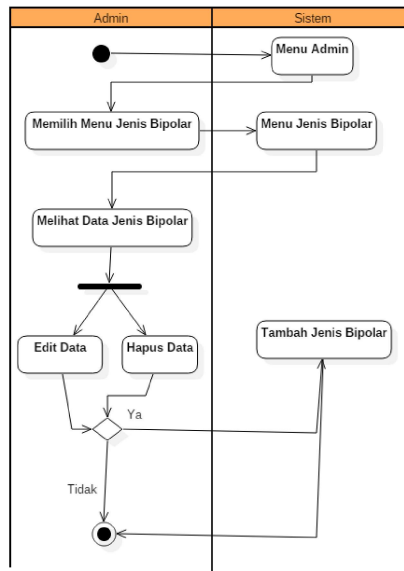 Admin
Sistem
Menu Admin
Memilih Menu Jenis Bipolar
Menu Jenis Bipolar
Melihat Data Jenis Bipolar
Edit Data
Hapus Data
Tambah Jenis Bipolar
Ya
Tidak